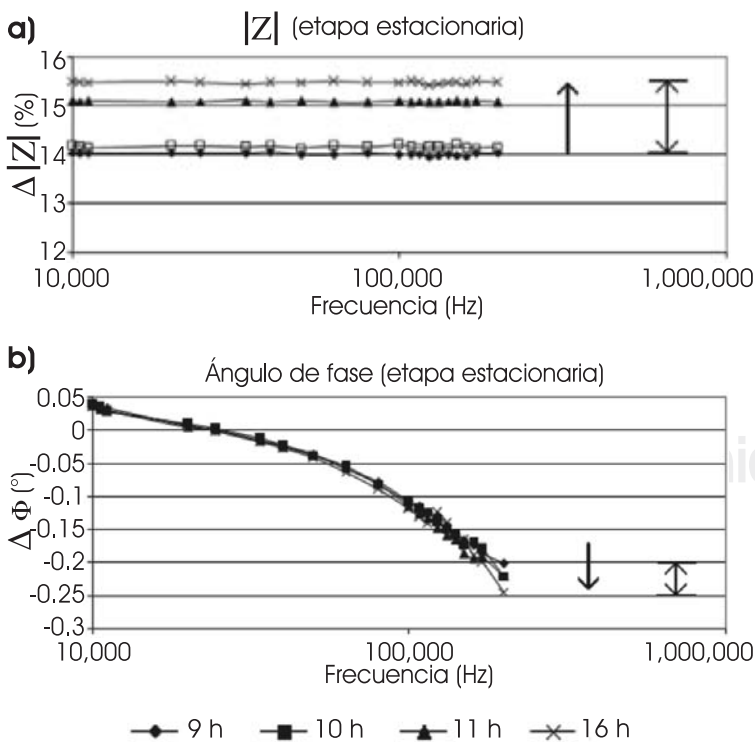 a)
|Z| (etapa estacionaria)
Δ |Z| (%)
16
15
14
13
12
10,000 100,000 1,000,000
Frecuencia (Hz)
b)
Ángulo de fase (etapa estacionaria)
Δ Φ (°)
0.05
0
-0.05
-0.1
-0.15
-0.2
-0.25
-0.3
10,000 100,000 1,000,000
Frecuencia (Hz)
9 h 10 h 11 h 16 h